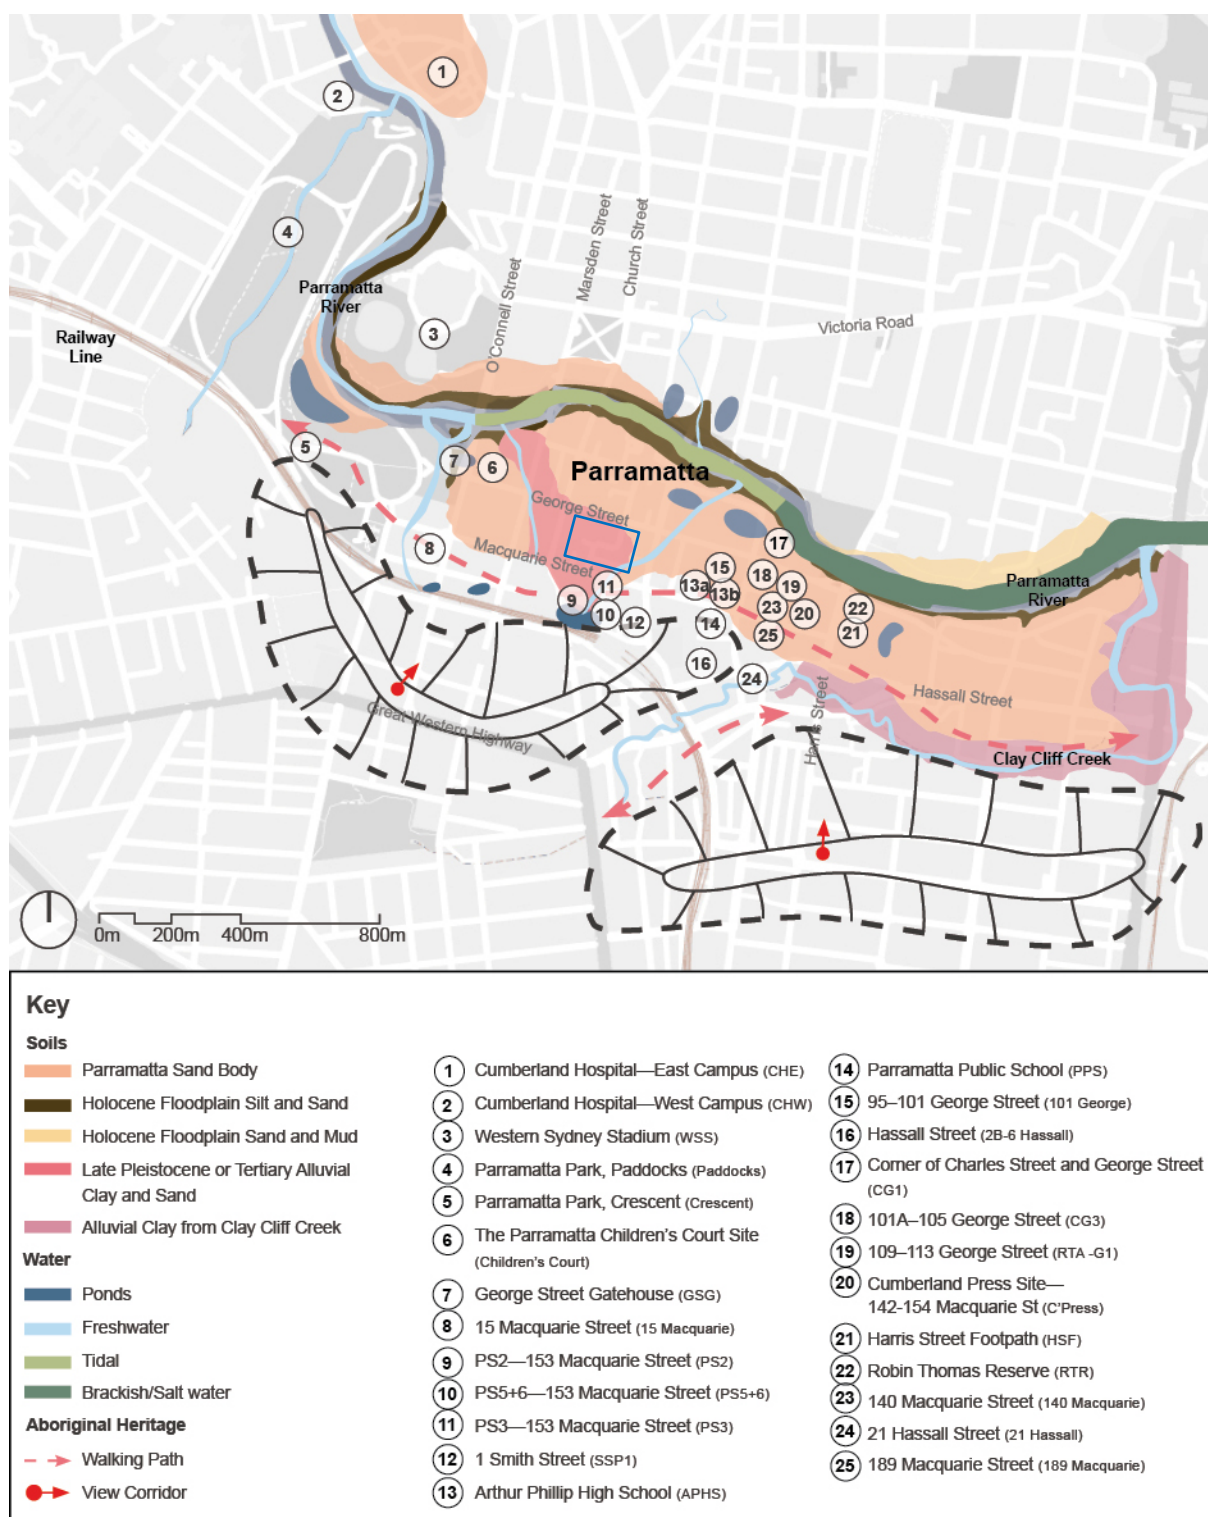 1
2
Marsden Street
Church Street
4
Parramatta
River
O'Connell Street
Victoria Road
3
Railway
Line
5
7
6
Parramatta
George Street
Macquarie Street
8
17
15
18
13a
13b
19
11
9
10
12
14
23
20
22
21
25
Parramatta
River
16
24
Hassall Street
Harris Street
Great Western Highway
Clay Cliff Creek
0m 200m 400m 800m
Key
Soils
Parramatta Sand Body
Holocene Floodplain Silt and Sand
Holocene Floodplain Sand and Mud
Late Pleistocene or Tertiary Alluvial
Clay and Sand
Alluvial Clay from Clay Cliff Creek
Water
Ponds
Freshwater
Tidal
Brackish/Salt water
Aboriginal Heritage
Walking Path
View Corridor
1 Cumberland Hospital—East Campus (CHE)
2 Cumberland Hospital—West Campus (CHW)
3 Western Sydney Stadium (WSS)
4 Parramatta Park, Paddocks (Paddocks)
5 Parramatta Park, Crescent (Crescent)
6 The Parramatta Children's Court Site
(Children's Court)
7 George Street Gatehouse (GSG)
8 15 Macquarie Street (15 Macquarie)
9 PS2—153 Macquarie Street (PS2)
10 PS5+6—153 Macquarie Street (PS5+6)
11 PS3—153 Macquarie Street (PS3)
12 1 Smith Street (SSP1)
13 Arthur Phillip High School (APHS)
14 Parramatta Public School (PPS)
15 95–101 George Street (101 George)
16 Hassall Street (2B-6 Hassall)
17 Corner of Charles Street and George Street
(CG1)
18 101A–105 George Street (CG3)
19 109–113 George Street (RTA -G1)
20 Cumberland Press Site—
142-154 Macquarie St (C'Press)
21 Harris Street Footpath (HSF)
22 Robin Thomas Reserve (RTR)
23 140 Macquarie Street (140 Macquarie)
24 21 Hassall Street (21 Hassall)
25 189 Macquarie Street (189 Macquarie)